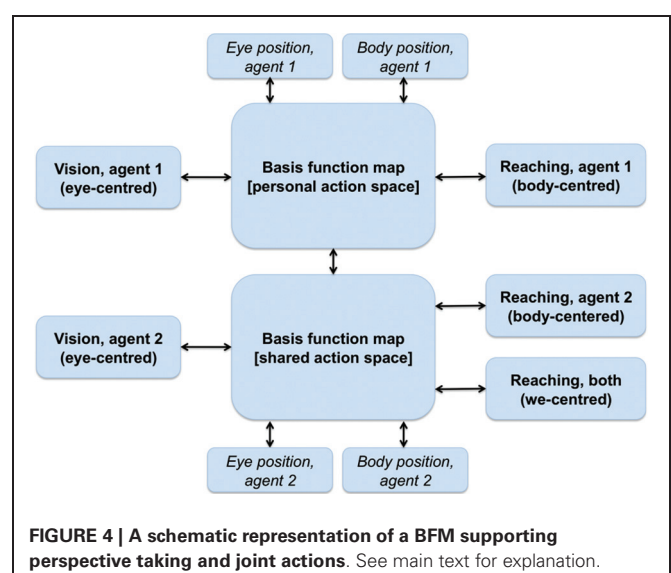 Eye position,
agent 1
Body position,
agent 1
Vision, agent 1
(eye-centred)
Basis function map
[personal action space]
Reaching, agent 1
(body-centred)
Vision, agent 2
(eye-centred)
Basis function map
[shared action space]
Reaching, agent 2
(body-centered)
Reaching, both
(we-centred)
Eye position,
agent 2
Body position,
agent 2
FIGURE 4 | A schematic representation of a BFM supporting
perspective taking and joint actions. See main text for explanation.